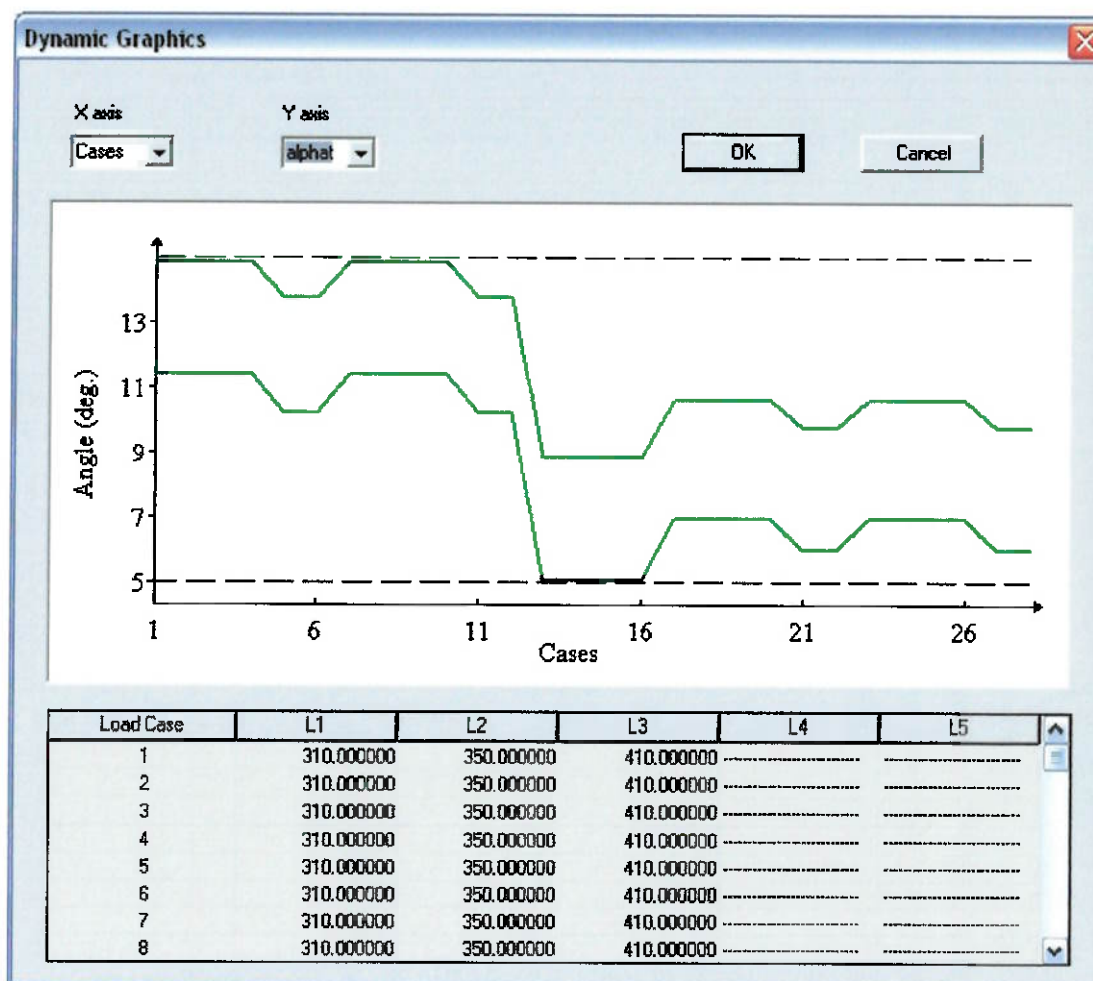 Dynamic Graphics
X axis Y axis
Cases alphat OK Cancel
13
11
9
7
5
Angle (deg.)
1 6 11 16 21 26
Cases
Load Case L1 L2 L3 L4 L5
1 310.000000 350.000000 410.000000 ---------------- ----------------
2 310.000000 350.000000 410.000000 ---------------- ----------------
3 310.000000 350.000000 410.000000 ---------------- ----------------
4 310.000000 350.000000 410.000000 ---------------- ----------------
5 310.000000 350.000000 410.000000 ---------------- ----------------
6 310.000000 350.000000 410.000000 ---------------- ----------------
7 310.000000 350.000000 410.000000 ---------------- ----------------
8 310.000000 350.000000 410.000000 ---------------- ----------------